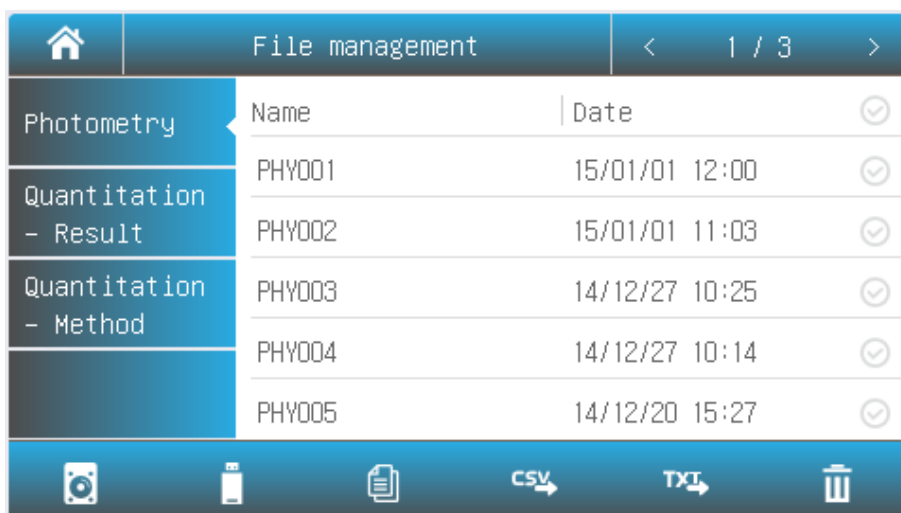 File management
< 1 / 3 >
Photometry
Quantitation
- Result
Quantitation
- Method
Name Date
PHY001 15/01/01 12:00
PHY002 15/01/01 11:03
PHY003 14/12/27 10:25
PHY004 14/12/27 10:14
PHY005 14/12/20 15:27
CSV TXT